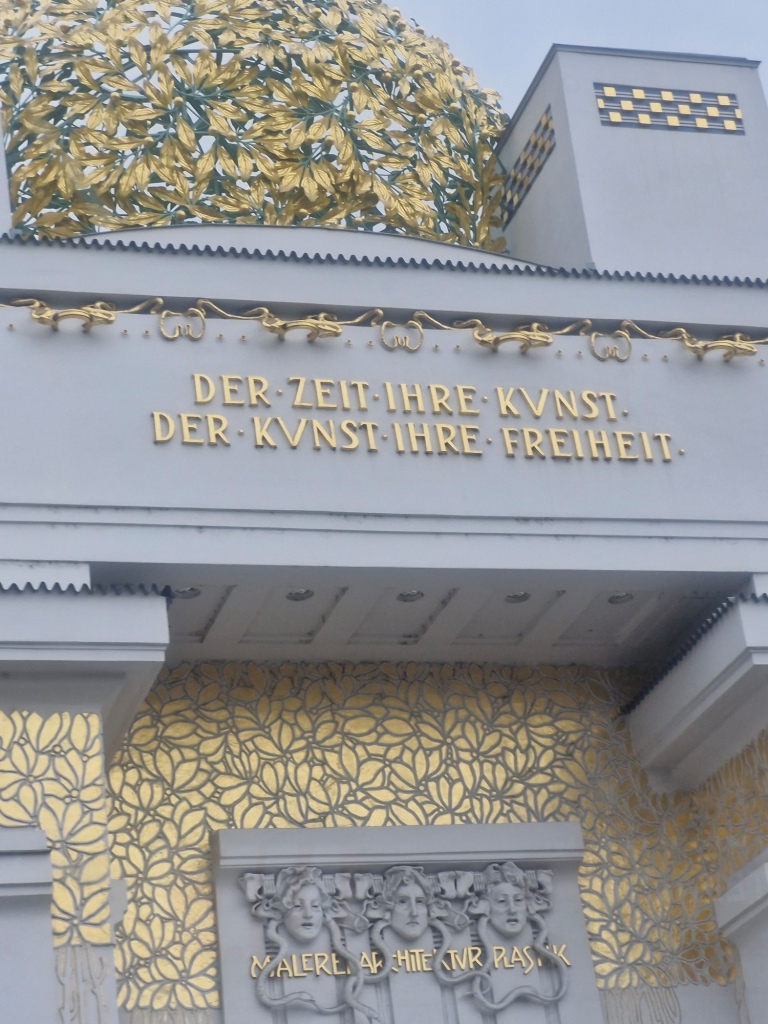 DER·ZEIT·IHRE·KVNST·
DER·KVNST·IHRE·FREIHEIT·
MALEREI ARCHITEKTVR PLASTIK